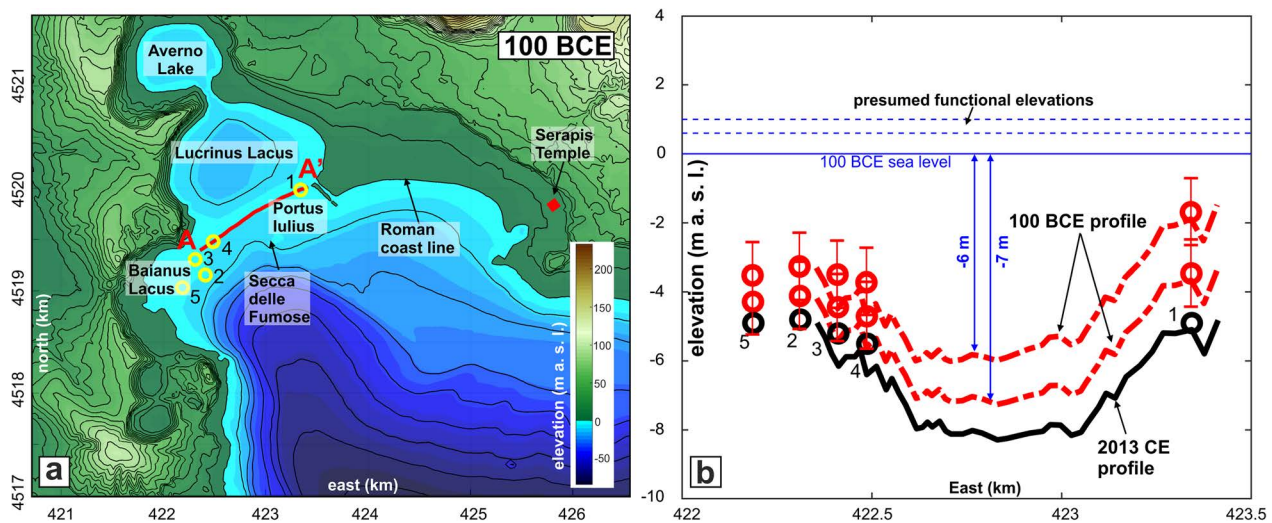 100 BCE
Averno
Lake
Lucrinus Lacus
Serapis
Temple
A'
1
Portus
Iulius
A
4
3
2
5
Baianus
Lacus
Roman
coast line
Secca
delle
Fumose
elevation (m a. s. l.)
200
150
100
50
0
-50
north (km)
4521
4520
4519
4518
4517
a
east (km)
421
422
423
424
425
426
4
2
0
-2
-4
-6
-8
-10
elevation (m a. s. l.)
presumed functional elevations
100 BCE sea level
-6 m
-7 m
100 BCE profile
5
2
3
4
1
2013 CE
profile
b
East (km)
422
422.5
423
423.5